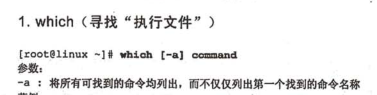 1. which（寻找“执行文件”）
[root@linux ~]# which [-a] command
参数：
-a : 将所有可找到的命令均列出，而不仅仅列出第一个找到的命令名称